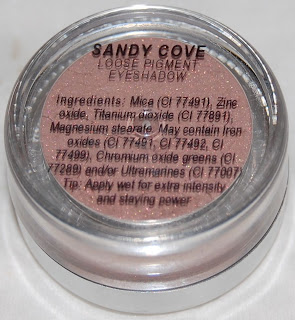 SANDY COVE
LOOSE PIGMENT
EYESHADOW
Ingredients: Mica (CI 77491), Zinc
oxide, Titanium dioxide (CI 77891),
Magnesium stearate. May contain Iron
oxides (CI 77491, CI 77492, CI
77499), Chromium oxide greens (CI
77289) and/or Ultramarines (CI 77007)
Tip: Apply wet for extra intensity
and staying power